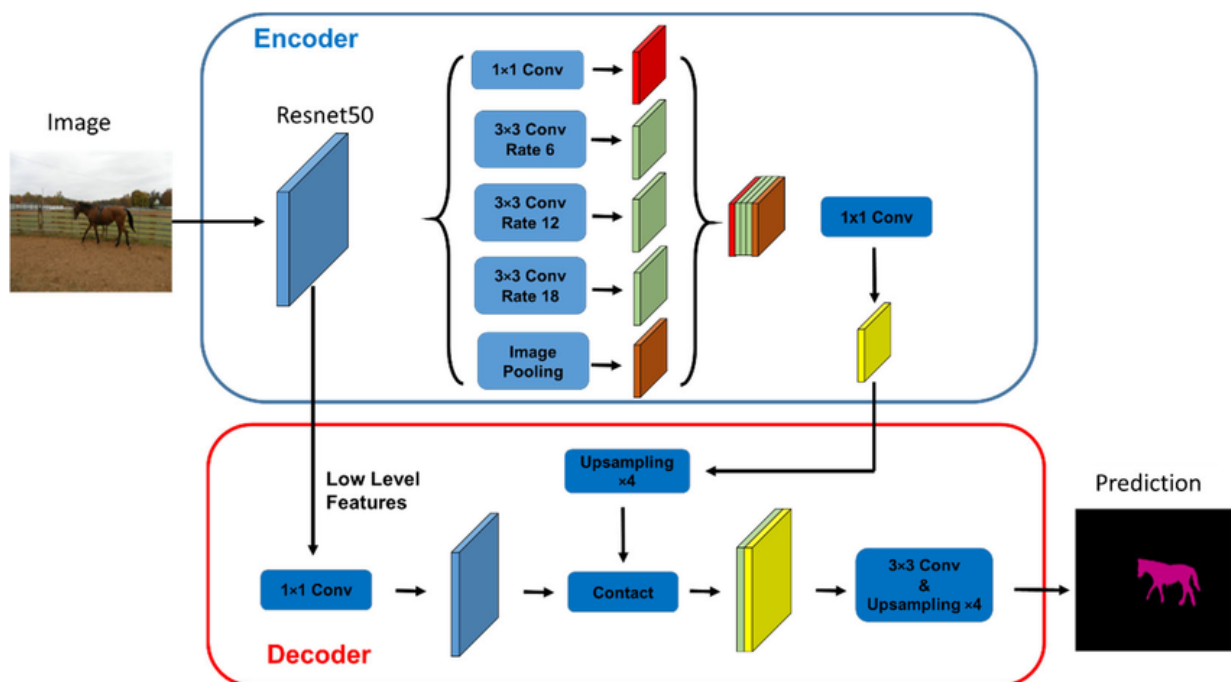 Encoder
Image
Resnet50
1×1 Conv
3×3 Conv
Rate 6
3×3 Conv
Rate 12
3×3 Conv
Rate 18
Image
Pooling
1x1 Conv
Low Level
Features
Upsampling
×4
1×1 Conv
Contact
3×3 Conv
&
Upsampling ×4
Prediction
Decoder